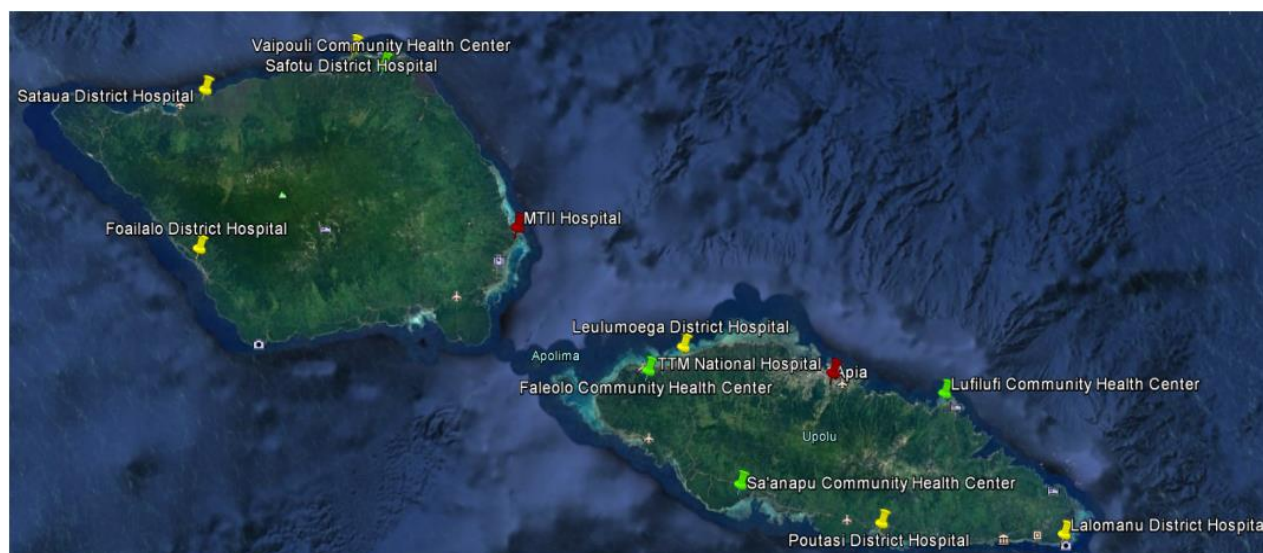 Vaipouli Community Health Center
Safotu District Hospital
Sataua District Hospital
MTII Hospital
Foailalo District Hospital
Leulumoega District Hospital
Apolima
TTM National Hospital
Apia
Faleolo Community Health Center
Lufilufi Community Health Center
Upolu
Sa'anapu Community Health Center
Lalomanu District Hospita
Poutasi District Hospital